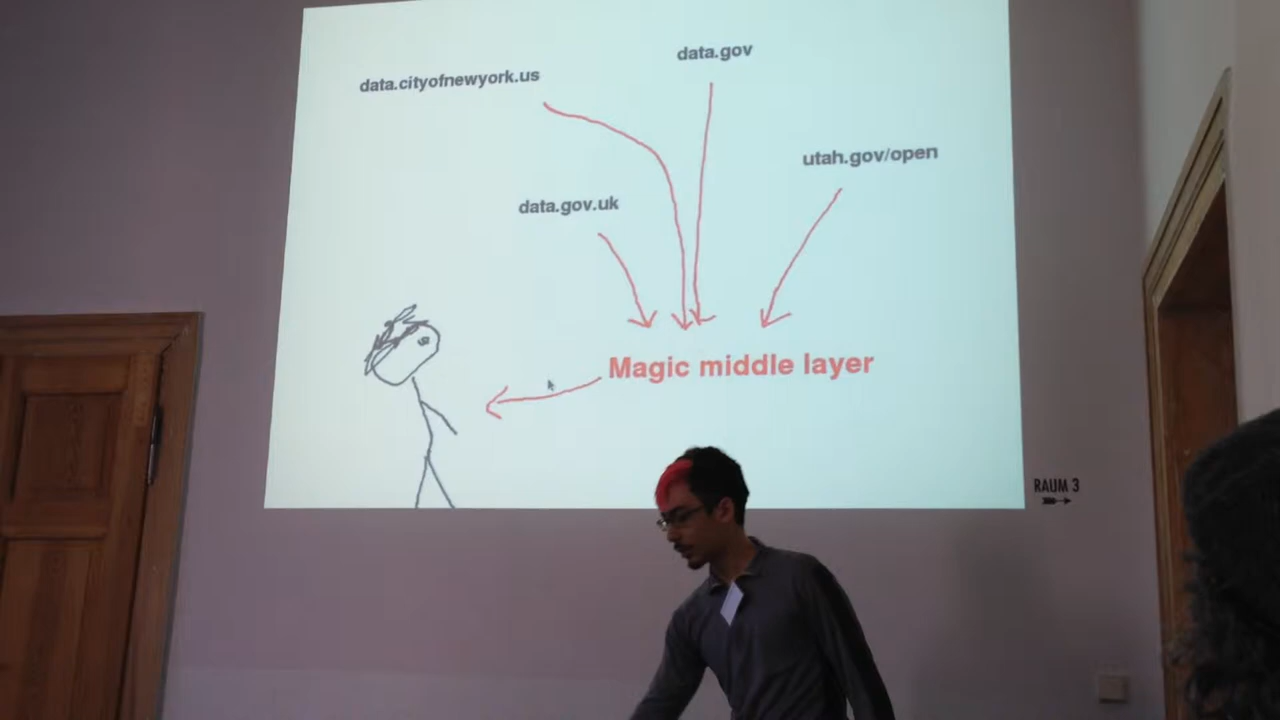 data.gov
data.cityofnewyork.us
utah.gov/open
data.gov.uk
Magic middle layer
RAUM 3